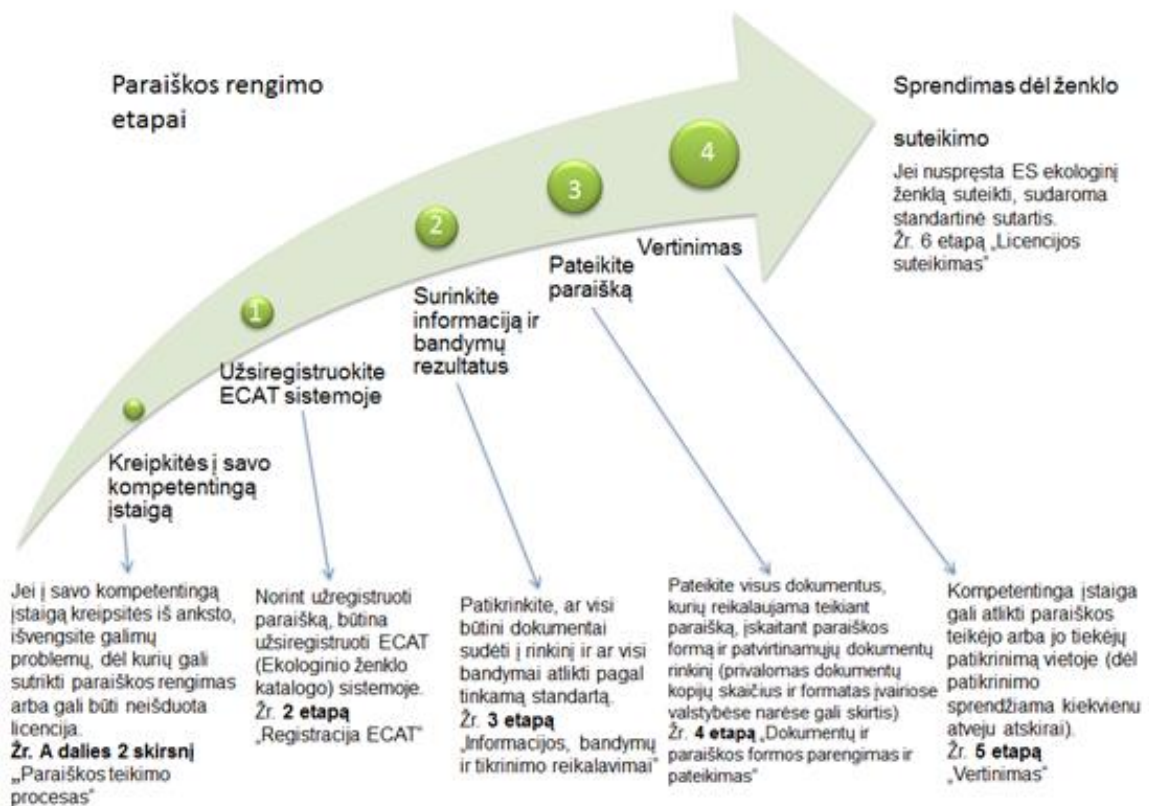 Paraiškos rengimo
etapai
Sprendimas dėl ženklo
suteikimo
Jei nuspręsta ES ekologinį
ženklą suteikti, sudaroma
standartinė sutartis.
Žr. 6 etapą „Licencijos
suteikimas"
4
3
2
1
Vertinimas
Pateikite
paraišką
Surinkite
informaciją ir
bandymų
rezultatus
Užsiregistruokite
ECAT sistemoje
Kreipkitės į savo
kompetentingą
įstaigą
Jei į savo kompetentingą
įstaigą kreipsitės iš anksto,
išvengsite galimų
problemų, dėl kurių gali
sutrikti paraiškos rengimas
arba gali būti neišduota
licencija.
Žr. A dalies 2 skirsnį
„Paraiškos teikimo
procesas"
Norint užregistruoti
paraišką, būtina
užsiregistruoti ECAT
(Ekologinio ženklo
katalogo) sistemoje.
Žr. 2 etapą
„Registracija ECAT"
Patikrinkite, ar visi
būtini dokumentai
sudėti į rinkinį ir ar visi
bandymai atlikti pagal
tinkamą standartą.
Žr. 3 etapą
„Informacijos, bandymų
ir tikrinimo reikalavimai"
Pateikite visus dokumentus,
kurių reikalaujama teikiant
paraišką, įskaitant paraiškos
formą ir patvirtinamųjų dokumentų
rinkinį (privalomas dokumentų
kopijų skaičius ir formatas įvairiose
valstybėse narėse gali skirtis)
Žr. 4 etapą „Dokumentų ir
paraiškos formos parengimas ir
pateikimas"
Kompetentinga įstaiga
gali atlikti paraiškos
teikėjo arba jo tiekėjų
patikrinimą vietoje (dėl
patikrinimo
sprendžiama kiekvienu
atveju atskirai).
Žr. 5 etapą
„Vertinimas"